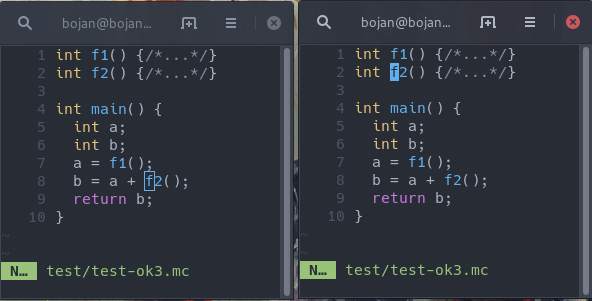 bojan@bojan...
1 int f1() {/*...*/}
2 int f2() {/*...*/}
3
4 int main() {
5   int a;
6   int b;
7   a = f1();
8   b = a + f2();
9   return b;
10 }
~
~
N… test/test-ok3.mc
bojan@bojan...
1 int f1() {/*...*/}
2 int f2() {/*...*/}
3
4 int main() {
5   int a;
6   int b;
7   a = f1();
8   b = a + f2();
9   return b;
10 }
~
~
N… test/test-ok3.mc